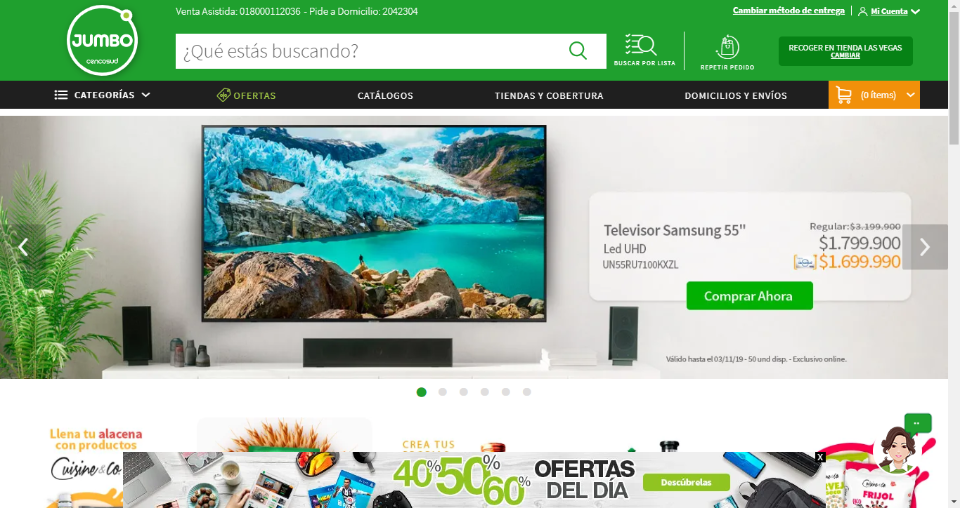 Venta Asistida: 018000112036 - Pide a Domicilio: 2042304
Cambiar método de entrega
Mi Cuenta
JUMBO
cencosud
¿Qué estás buscando?
BUSCAR POR LISTA
REPETIR PEDIDO
RECOGER EN TIENDA LAS VEGAS
CAMBIAR
CATEGORÍAS
OFERTAS
CATÁLOGOS
TIENDAS Y COBERTURA
DOMICILIOS Y ENVÍOS
(0 ítems)
Televisor Samsung 55"
Led UHD
UN55RU7100KXZL
Regular:$3.199.900
$1.799.900
$1.699.990
Comprar Ahora
Válido hasta el 03/11/19 - 50 und disp. - Exclusivo online.
Llena tu alacena
con productos
Cuisine & Co
CREA TUS
40% 50% 60%
OFERTAS
DEL DÍA
Descúbrelas
X
FRIJOL